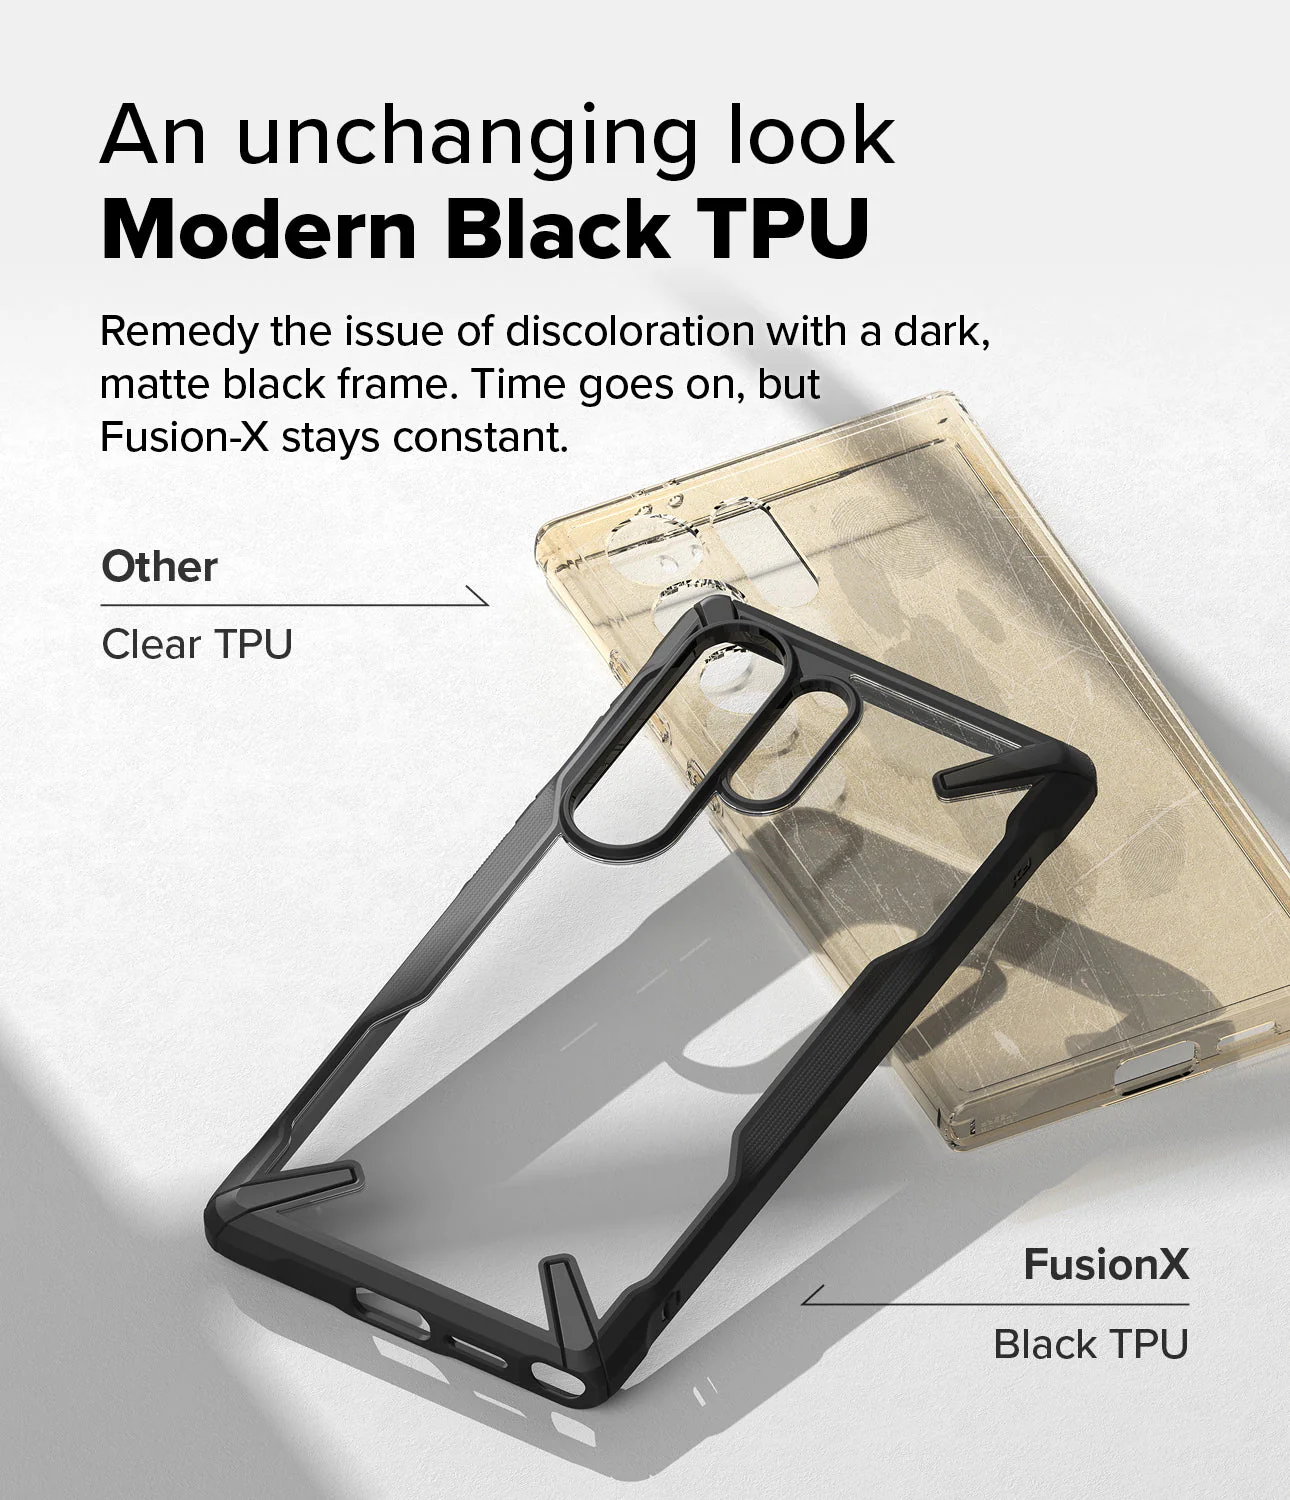 An unchanging look
Modern Black TPU
Remedy the issue of discoloration with a dark,
matte black frame. Time goes on, but
Fusion-X stays constant.
Other
Clear TPU
FusionX
Black TPU